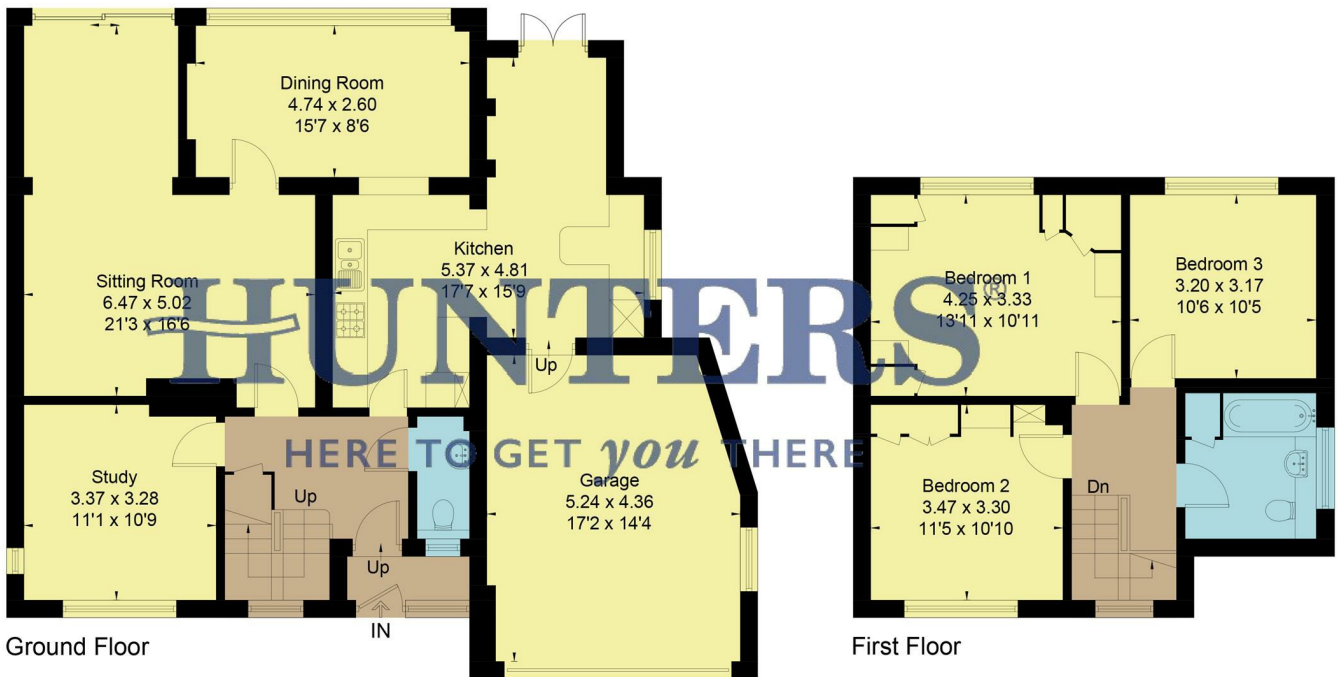 Dining Room
4.74 x 2.60
15'7 x 8'6
Kitchen
5.37 x 4.81
17'7 x 15'9
Sitting Room
6.47 x 5.02
21'3 x 16'6
Bedroom 1
4.25 x 3.33
13'11 x 10'11
Bedroom 3
3.20 x 3.17
10'6 x 10'5
HUNTERS®
HERE TO GET you THERE
Up
Study
3.37 x 3.28
11'1 x 10'9
Up
Up
IN
Garage
5.24 x 4.36
17'2 x 14'4
Bedroom 2
3.47 x 3.30
11'5 x 10'10
Dn
Ground Floor
First Floor